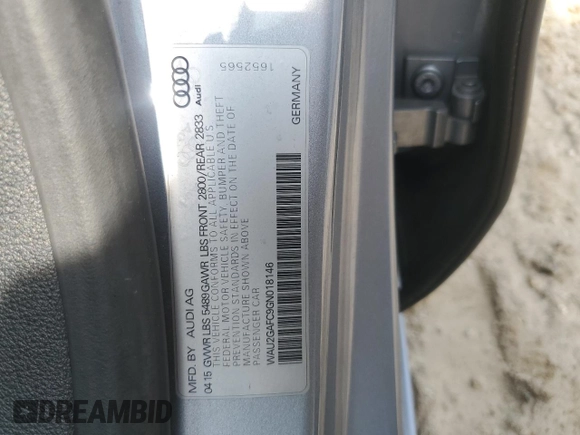 MFD. BY AUDI AG
04 15 GVWR LBS 5489 GAWR LBS FRONT 2800/REAR 2833
THIS VEHICLE CONFORMS TO ALL APPLICABLE U.S.
FEDERAL MOTOR VEHICLE SAFETY, BUMPER AND THEFT
PREVENTION STANDARDS IN EFFECT ON THE DATE OF
MANUFACTURE SHOWN ABOVE
PASSENGER CAR
WAU2GAFC9GN018146
GERMANY
Audi
1652565
DREAMBID